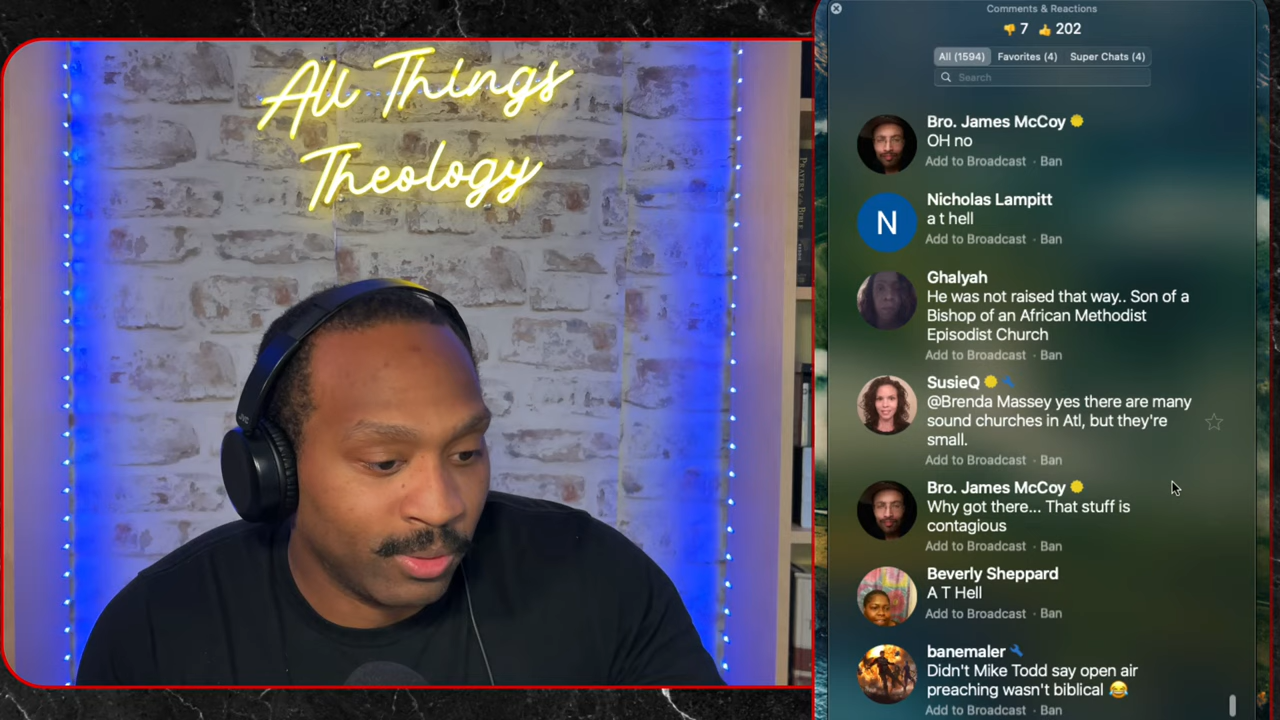 All Things
Theology
Comments & Reactions
👎 7 👍 202
All (1594) Favorites (4) Super Chats (4)
Search
Bro. James McCoy
OH no
Add to Broadcast · Ban
N
Nicholas Lampitt
a t hell
Add to Broadcast · Ban
Ghalyah
He was not raised that way.. Son of a
Bishop of an African Methodist
Episodist Church
Add to Broadcast · Ban
SusieQ
@Brenda Massey yes there are many
sound churches in Atl, but they're
small.
Add to Broadcast · Ban
Bro. James McCoy
Why got there... That stuff is
contagious
Add to Broadcast · Ban
Beverly Sheppard
A T Hell
Add to Broadcast · Ban
banemaler
Didn't Mike Todd say open air
preaching wasn't biblical 😂
Add to Broadcast · Ban
JVC